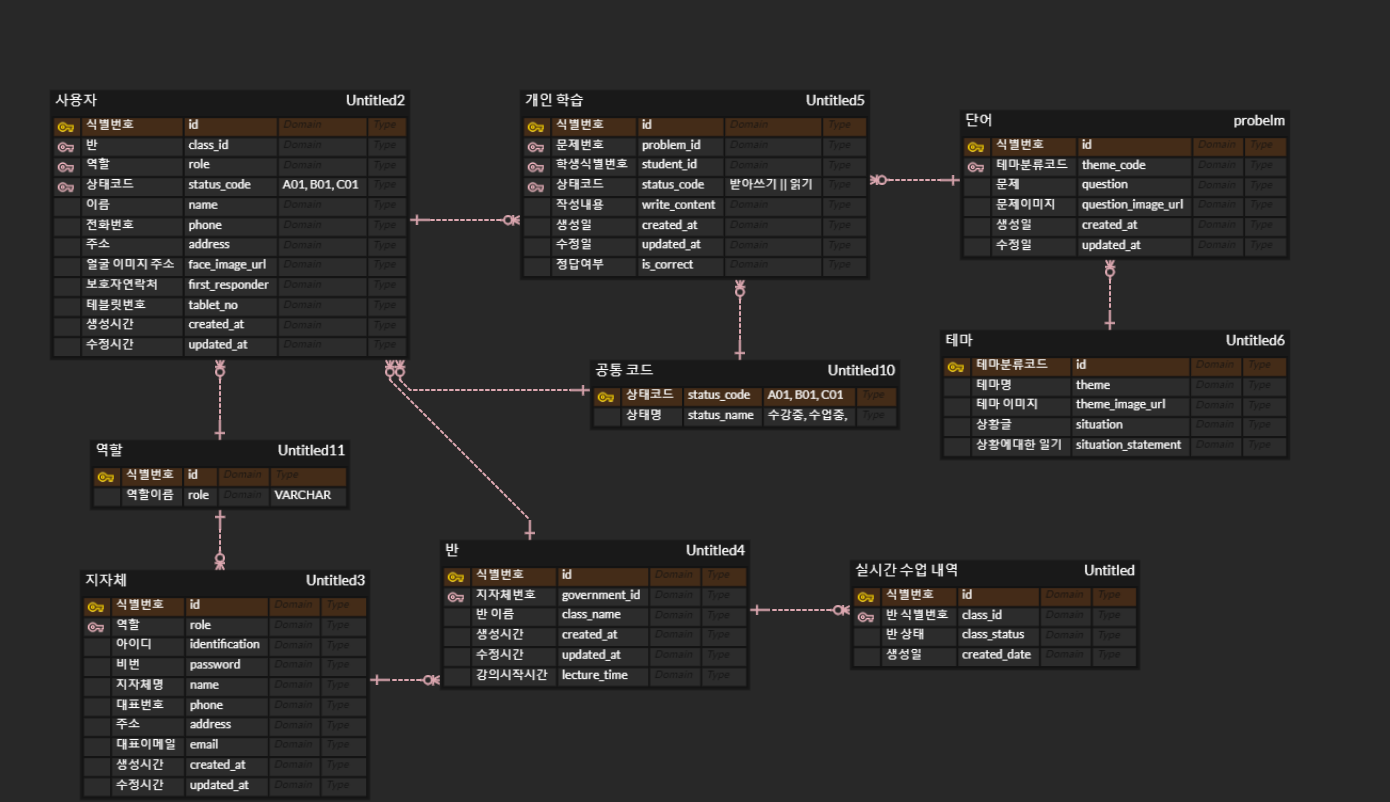 사용자 Untitled2
식별번호 id Domain Type
반 class_id Domain Type
역할 role Domain Type
상태코드 status_code A01, B01, C01 Type
이름 name Domain Type
전화번호 phone Domain Type
주소 address Domain Type
얼굴 이미지 주소 face_image_url Domain Type
보호자연락처 first_responder Domain Type
테블릿번호 tablet_no Domain Type
생성시간 created_at Domain Type
수정시간 updated_at Domain Type
개인 학습 Untitled5
식별번호 id Domain Type
문제번호 problem_id Domain Type
학생식별번호 student_id Domain Type
상태코드 status_code 받아쓰기 || 읽기 Type
작성내용 write_content Domain Type
생성일 created_at Domain Type
수정일 updated_at Domain Type
정답여부 is_correct Domain Type
단어 probelm
식별번호 id Domain Type
테마분류코드 theme_code Domain Type
문제 question Domain Type
문제이미지 question_image_url Domain Type
생성일 created_at Domain Type
수정일 updated_at Domain Type
공통 코드 Untitled10
상태코드 status_code A01, B01, C01 Type
상태명 status_name 수강중, 수업중, Type
테마 Untitled6
테마분류코드 id Domain Type
테마명 theme Domain Type
테마 이미지 theme_image_url Domain Type
상황글 situation Domain Type
상황에대한 일기 situation_statement Domain Type
역할 Untitled11
식별번호 id Domain Type
역할이름 role Domain VARCHAR
지자체 Untitled3
식별번호 id Domain Type
역할 role Domain Type
아이디 identification Domain Type
비번 password Domain Type
지자체명 name Domain Type
대표번호 phone Domain Type
주소 address Domain Type
대표이메일 email Domain Type
생성시간 created_at Domain Type
수정시간 updated_at Domain Type
반 Untitled4
식별번호 id Domain Type
지자체번호 government_id Domain Type
반 이름 class_name Domain Type
생성시간 created_at Domain Type
수정시간 updated_at Domain Type
강의시작시간 lecture_time Domain Type
실시간 수업 내역 Untitled
식별번호 id Domain Type
반 식별번호 class_id Domain Type
반 상태 class_status Domain Type
생성일 created_date Domain Type